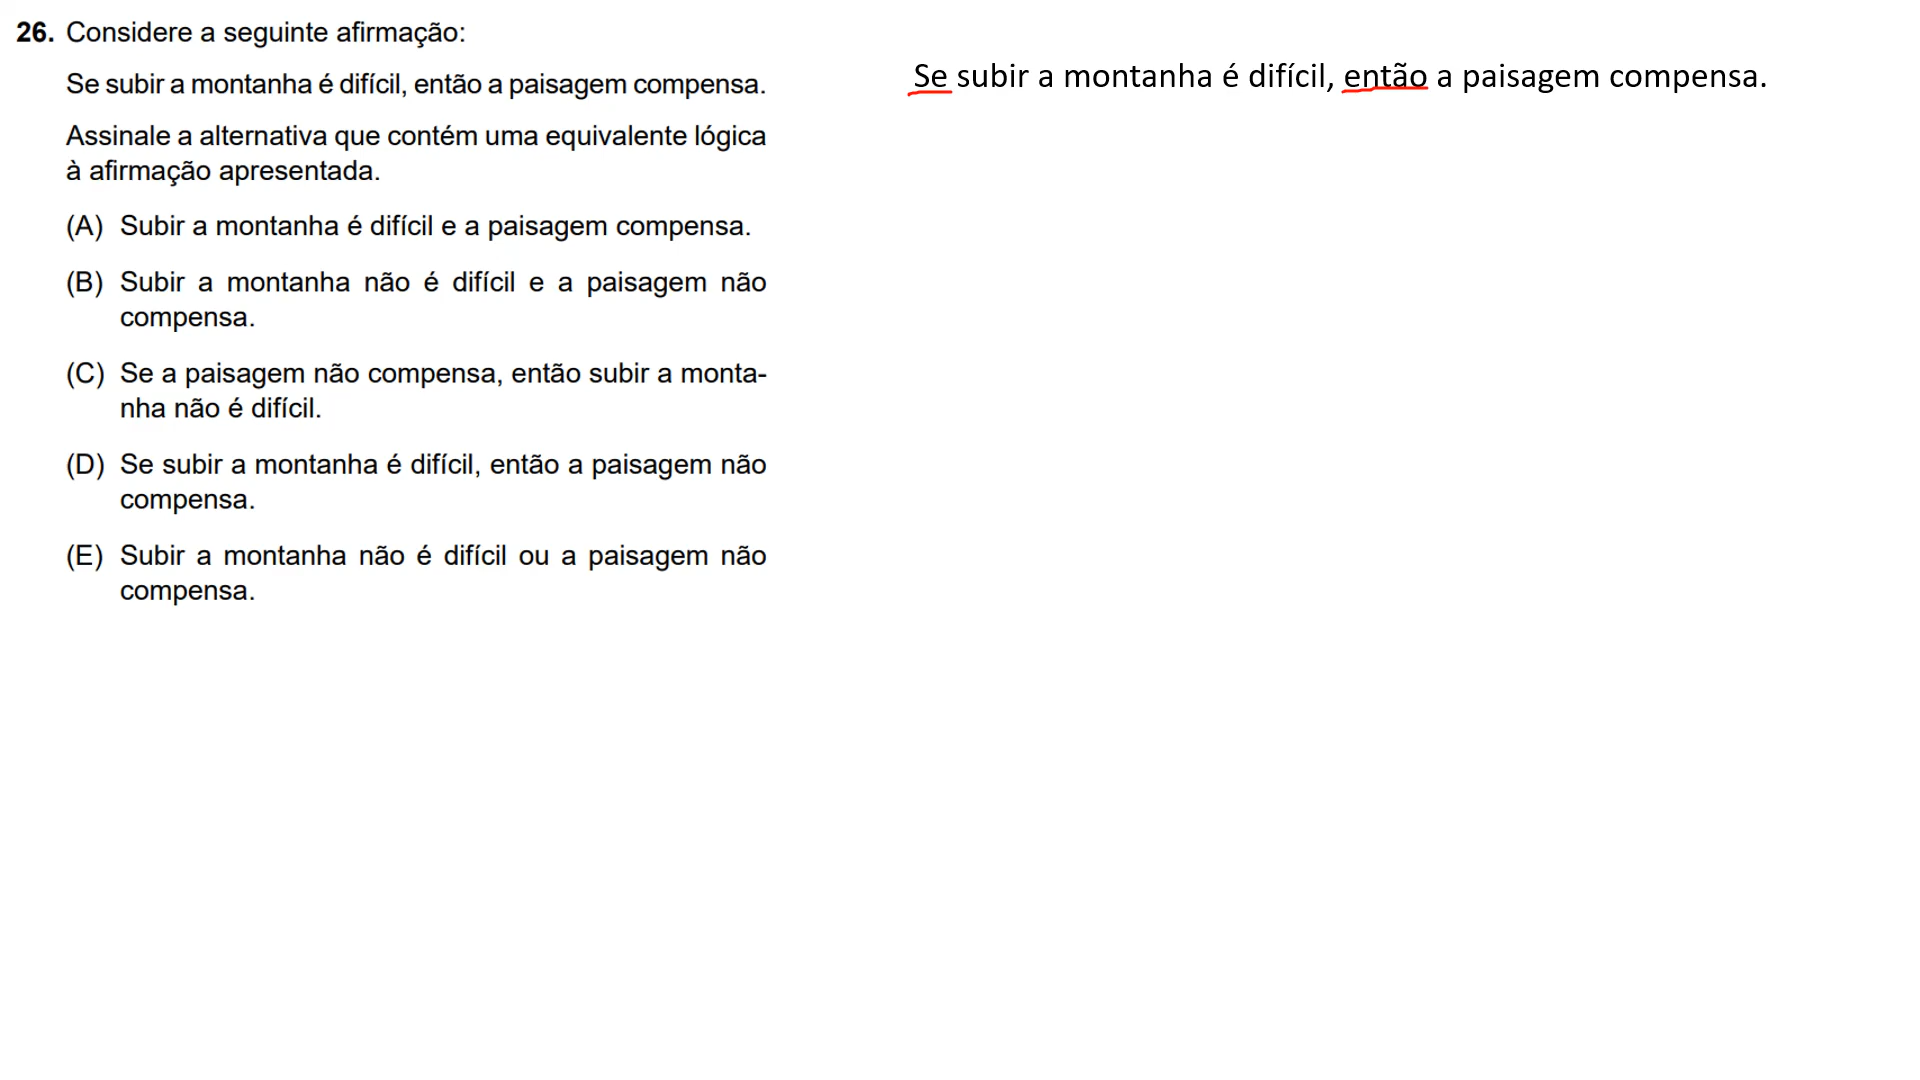 26. Considere a seguinte afirmação:
Se subir a montanha é difícil, então a paisagem compensa.
Assinale a alternativa que contém uma equivalente lógica
à afirmação apresentada.
(A) Subir a montanha é difícil e a paisagem compensa.
(B) Subir a montanha não é difícil e a paisagem não
compensa.
(C) Se a paisagem não compensa, então subir a monta-
nha não é difícil.
(D) Se subir a montanha é difícil, então a paisagem não
compensa.
(E) Subir a montanha não é difícil ou a paisagem não
compensa.
Se subir a montanha é difícil, então a paisagem compensa.